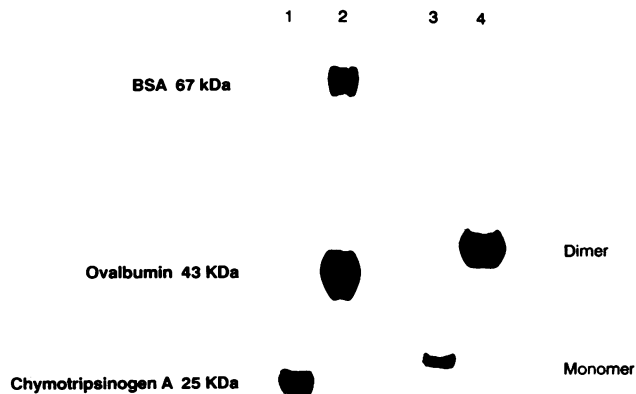 1 2 3 4
BSA 67 kDa
Dimer
Ovalbumin 43 KDa
Monomer
Chymotripsinogen A 25 KDa